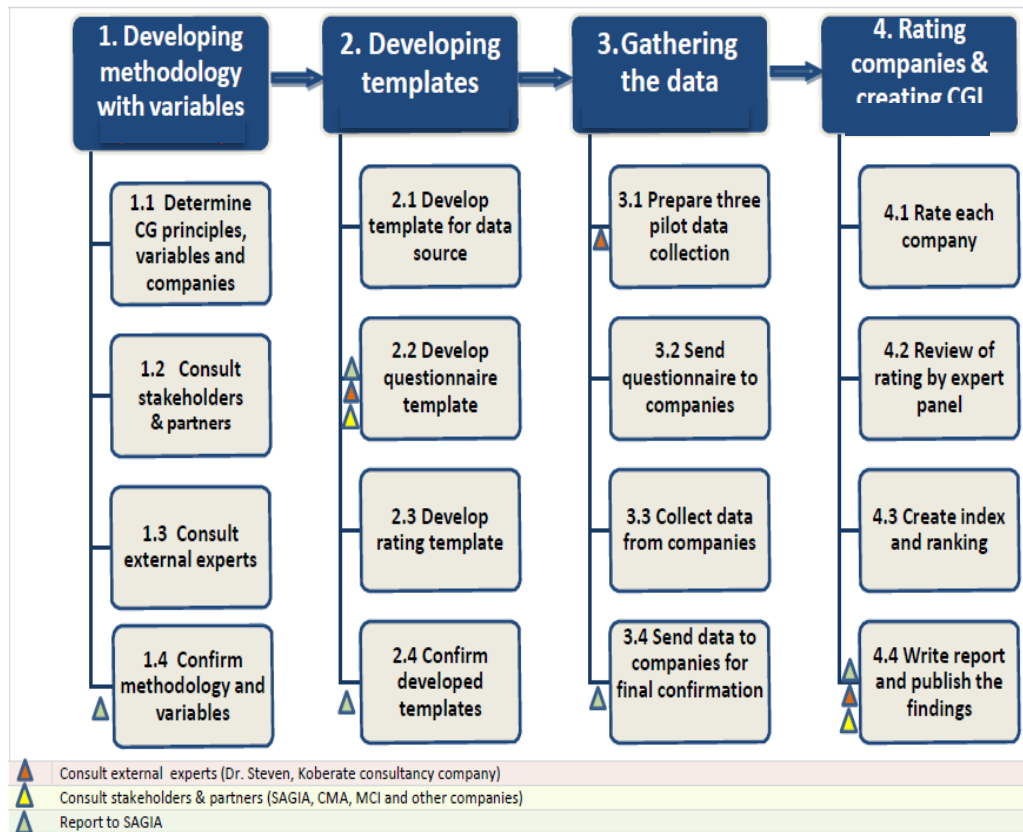 1. Developing
methodology
with variables
2. Developing
templates
3.Gathering
the data
4. Rating
companies &
creating CGI
1.1 Determine
CG principles,
variables and
companies
1.2 Consult
stakeholders
& partners
1.3 Consult
external experts
1.4 Confirm
methodology and
variables
2.1 Develop
template for data
source
2.2 Develop
questionnaire
template
2.3 Develop
rating template
2.4 Confirm
developed
templates
3.1 Prepare three
pilot data
collection
3.2 Send
questionnaire to
companies
3.3 Collect data
from companies
3.4 Send data to
companies for
final confirmation
4.1 Rate each
company
4.2 Review of
rating by expert
panel
4.3 Create index
and ranking
4.4 Write report
and publish the
findings
Consult external experts (Dr. Steven, Koberate consultancy company)
Consult stakeholders & partners (SAGIA, CMA, MCI and other companies)
Report to SAGIA